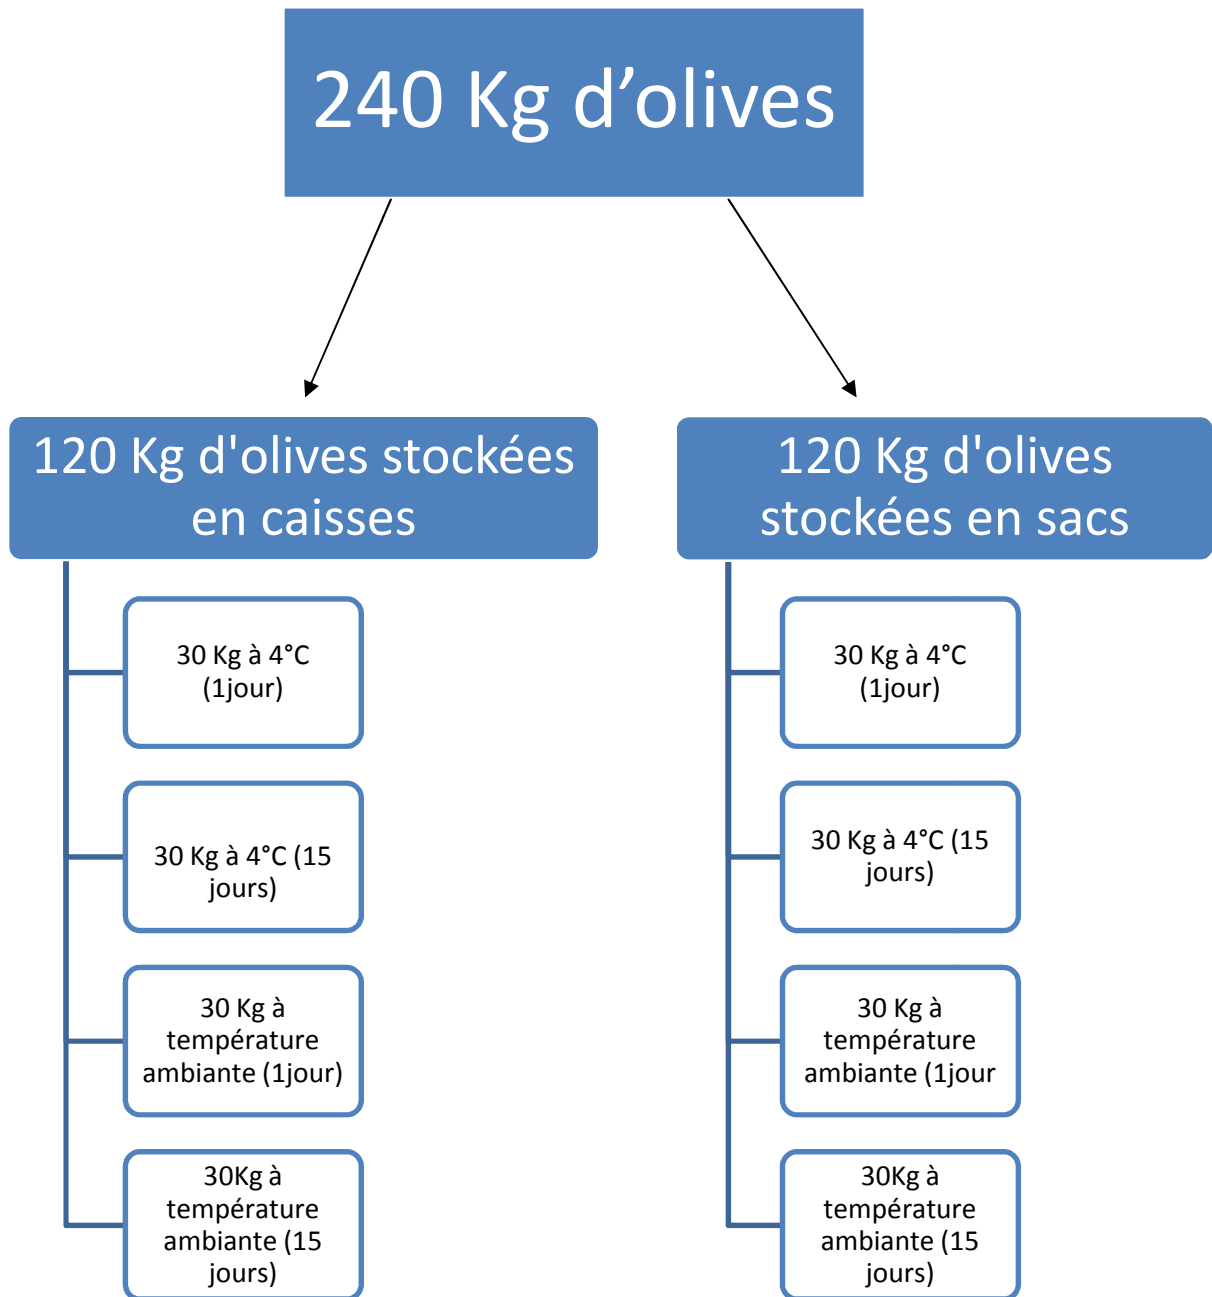 240 Kg d’olives
120 Kg d'olives stockées
en caisses
30 Kg à 4°C
(1jour)
30 Kg à 4°C (15
jours)
30 Kg à
température
ambiante (1jour)
30Kg à
température
ambiante (15
jours)
120 Kg d'olives
stockées en sacs
30 Kg à 4°C
(1jour)
30 Kg à 4°C (15
jours)
30 Kg à
température
ambiante (1jour
30Kg à
température
ambiante (15
jours)